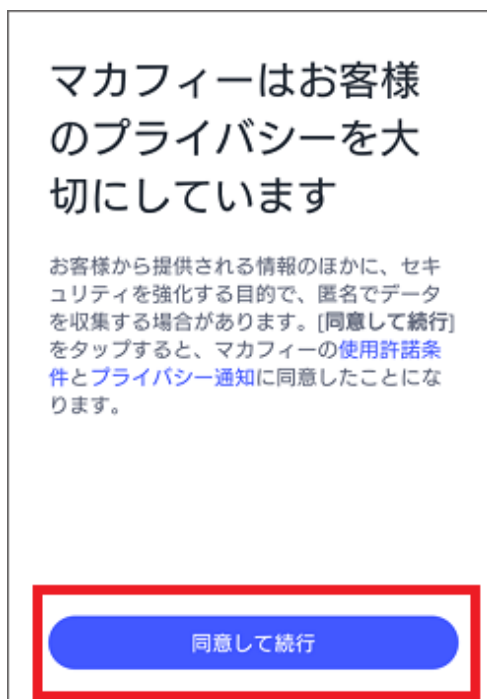 マカフィーはお客様
のプライバシーを大
切にしています
お客様から提供される情報のほかに、セキ
ュリティを強化する目的で、匿名でデータ
を収集する場合があります。[同意して続行]
をタップすると、マカフィーの使用許諾条
件とプライバシー通知に同意したことにな
ります。
同意して続行